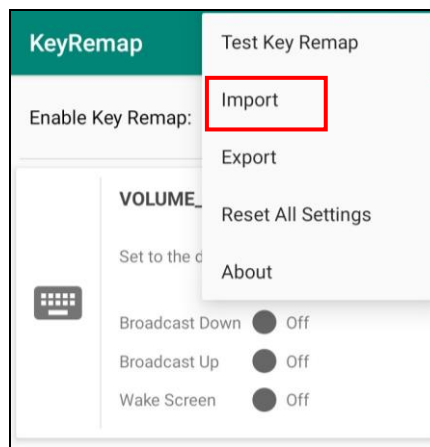 KeyRemap
Test Key Remap
Import
Enable Key Remap:
Export
VOLUME_
Reset All Settings
Set to the
About
Broadcast Down Off
Broadcast Up Off
Wake Screen Off